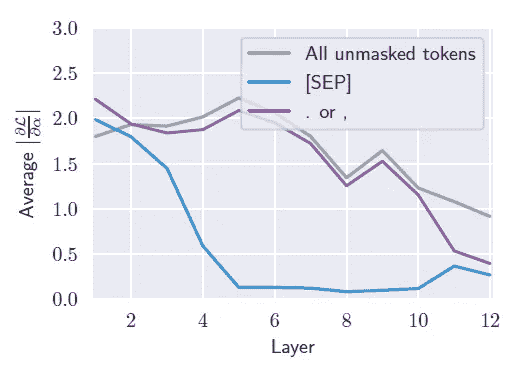 3.0
2.5
2.0
1.5
1.0
0.5
0.0
Average |∂ℒ/∂α|
All unmasked tokens
[SEP]
. or ,
2 4 6 8 10 12
Layer